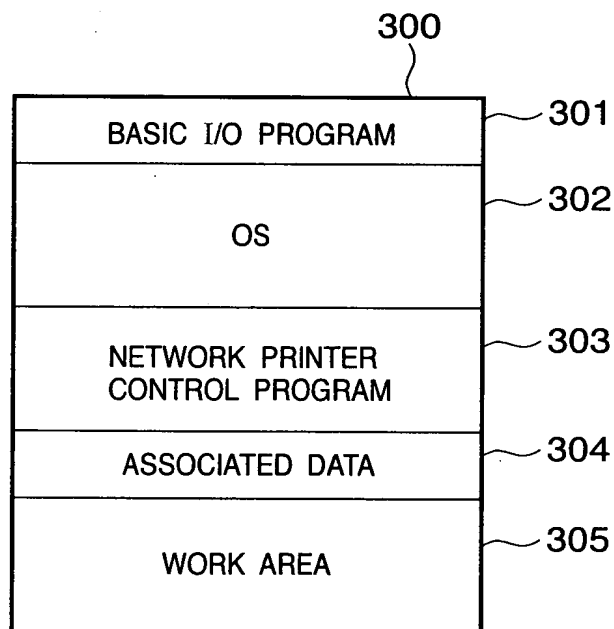 300
BASIC I/O PROGRAM
301
OS
302
NETWORK PRINTER
CONTROL PROGRAM
303
ASSOCIATED DATA
304
WORK AREA
305